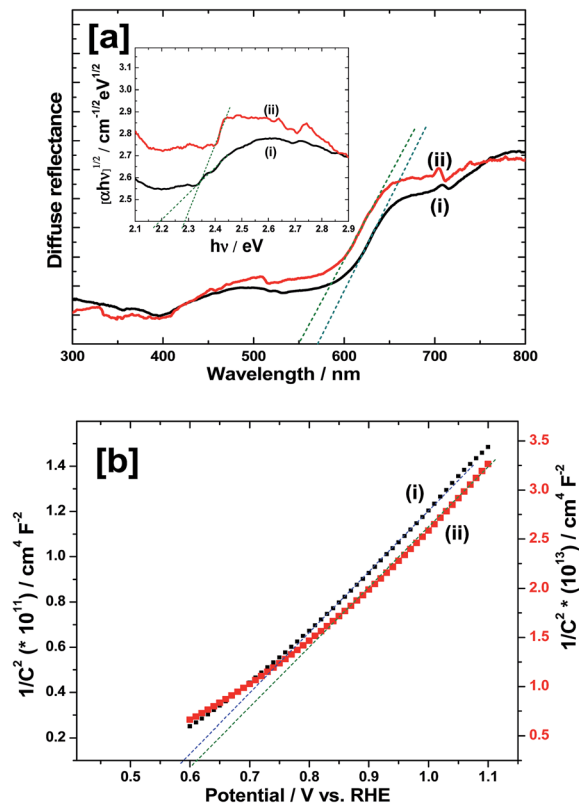 [a]
[αhν]1/2 / cm-1/2 eV1/2
3.1
3.0
2.9
2.8
2.7
2.6
2.5
(ii)
(i)
2.1 2.2 2.3 2.4 2.5 2.6 2.7 2.8 2.9
hν / eV
Diffuse reflectance
(ii)
(i)
300 400 500 600 700 800
Wavelength / nm
[b]
1/C2 (* 1011) / cm4 F-2
1.4
1.2
1.0
0.8
0.6
0.4
0.2
(i)
(ii)
3.5
3.0
2.5
2.0
1.5
1.0
0.5
1/C2 * (1013) / cm4 F-2
0.5 0.6 0.7 0.8 0.9 1.0 1.1
Potential / V vs. RHE